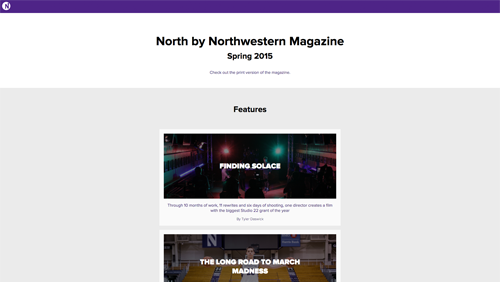 North by Northwestern Magazine
Spring 2015
Check out the print version of the magazine.
Features
FINDING SOLACE
Through 10 months of work, 11 rewrites and six days of shooting, one director creates a film
with the biggest Studio 22 grant of the year
By Tyler Daswick
THE LONG ROAD TO MARCH
MADNESS